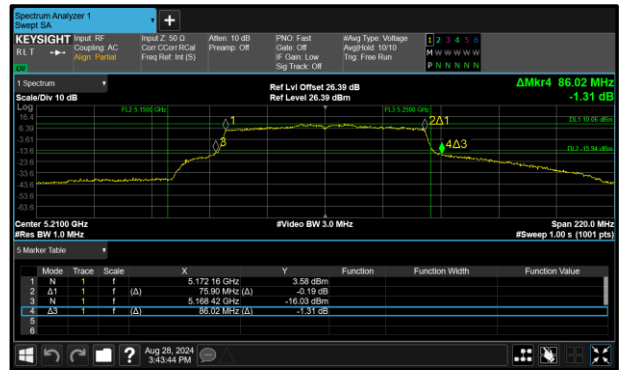 Spectrum Analyzer 1
Swept SA
KEYSIGHT Input: RF Input Z: 50 Ω Atten: 10 dB PNO: Fast #Avg Type: Voltage 1 2 3 4 5 6
RLT Coupling: AC Corr CCorr RCal Preamp: Off Gate: Off Avg|Hold: 10/10 M W W W W W
Align: Partial Freq Ref: Int (S) IF Gain: Low Trig: Free Run P N N N N N
Sig Track: Off
1 Spectrum Ref Lvl Offset 26.39 dB ΔMkr4 86.02 MHz
Scale/Div 10 dB Ref Level 26.39 dBm -1.31 dB
Log
16.4 FL2 5.1500 GHz FL3 5.2500 GHz
6.39 1 2Δ1 DL1 10.06 dBm
-3.61
-13.6 3 4Δ3 DL2 -15.94 dBm
-23.6
-33.6
-43.6
-53.6
-63.6
Center 5.2100 GHz #Video BW 3.0 MHz Span 220.0 MHz
#Res BW 1.0 MHz #Sweep 1.00 s (1001 pts)
5 Marker Table
Mode Trace Scale X Y Function Function Width Function Value
1 N 1 f 5.172 16 GHz 3.58 dBm
2 Δ1 1 f (Δ) 75.90 MHz (Δ) -0.19 dB
3 N 1 f 5.168 42 GHz -16.03 dBm
4 Δ3 1 f (Δ) 86.02 MHz (Δ) -1.31 dB
5
6
? Aug 28, 2024
3:43:44 PM